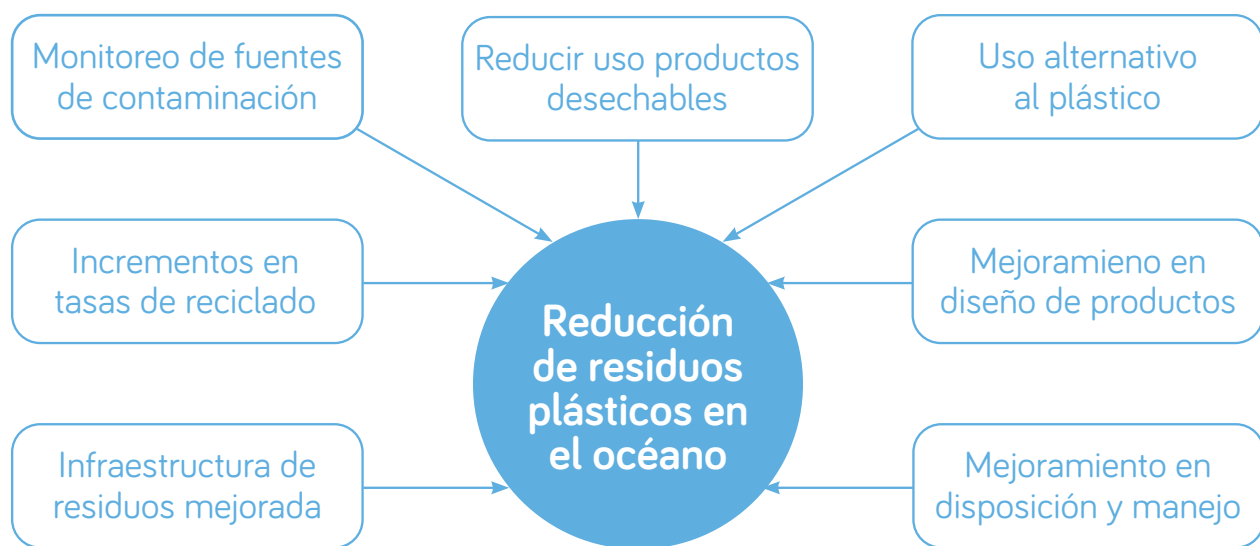 Monitoreo de fuentes
de contaminación
Reducir uso productos
desechables
Uso alternativo
al plástico
Incrementos en
tasas de reciclado
Mejoramieno en
diseño de productos
Reducción
de residuos
plásticos en
el océano
Infraestructura de
residuos mejorada
Mejoramiento en
disposición y manejo